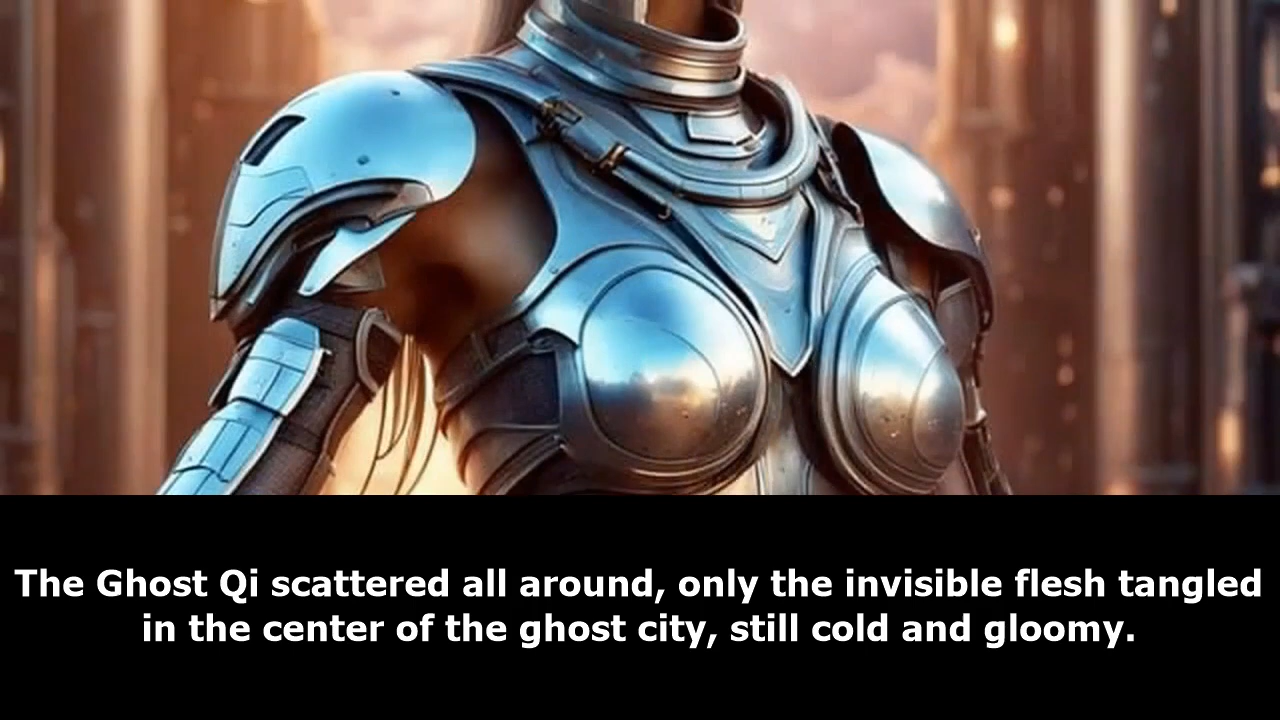 The Ghost Qi scattered all around, only the invisible flesh tangled
in the center of the ghost city, still cold and gloomy.